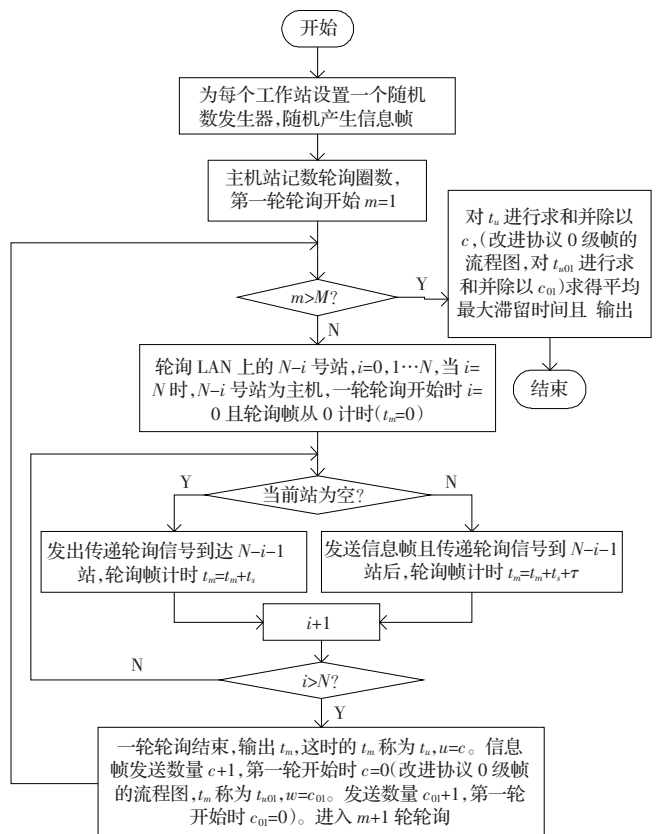 开始
为每个工作站设置一个随机
数发生器,随机产生信息帧
主机站记数轮询圈数,
第一轮轮询开始 m=1
对 tu 进行求和并除以
c,(改进协议 0 级帧的
流程图,对 tu01 进行求
和并除以 c01)求得平均
最大滞留时间且 输出
m>M?
Y
N
结束
轮询 LAN 上的 N-i 号站,i=0,1…N,当 i=
N 时,N-i 号站为主机,一轮轮询开始时 i=
0 且轮询帧从 0 计时(tm=0)
当前站为空?
Y
N
发出传递轮询信号到达 N-i-1
站,轮询帧计时 tm=tm+ts
发送信息帧且传递轮询信号到 N-i-1
站后,轮询帧计时 tm=tm+ts+τ
i+1
i>N?
N
Y
一轮轮询结束,输出 tm,这时的 tm 称为 tu,u=c。信息
帧发送数量 c+1,第一轮开始时 c=0(改进协议 0 级帧
的流程图,tm 称为 tu01,w=c01。发送数量 c01+1,第一轮
开始时 c01=0)。进入 m+1 轮轮询